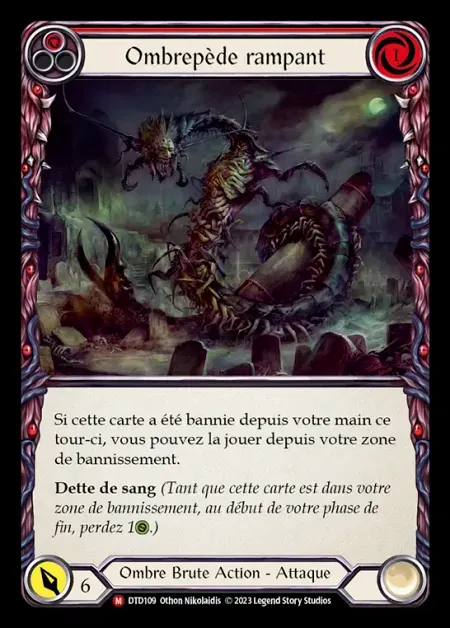 Ombrepède rampant
1
Si cette carte a été bannie depuis votre main ce
tour-ci, vous pouvez la jouer depuis votre zone
de bannissement.
Dette de sang (Tant que cette carte est dans votre
zone de bannissement, au début de votre phase de
fin, perdez 1.)
6
Ombre Brute Action - Attaque
M DTD109 Othon Nikolaidis © 2023 Legend Story Studios